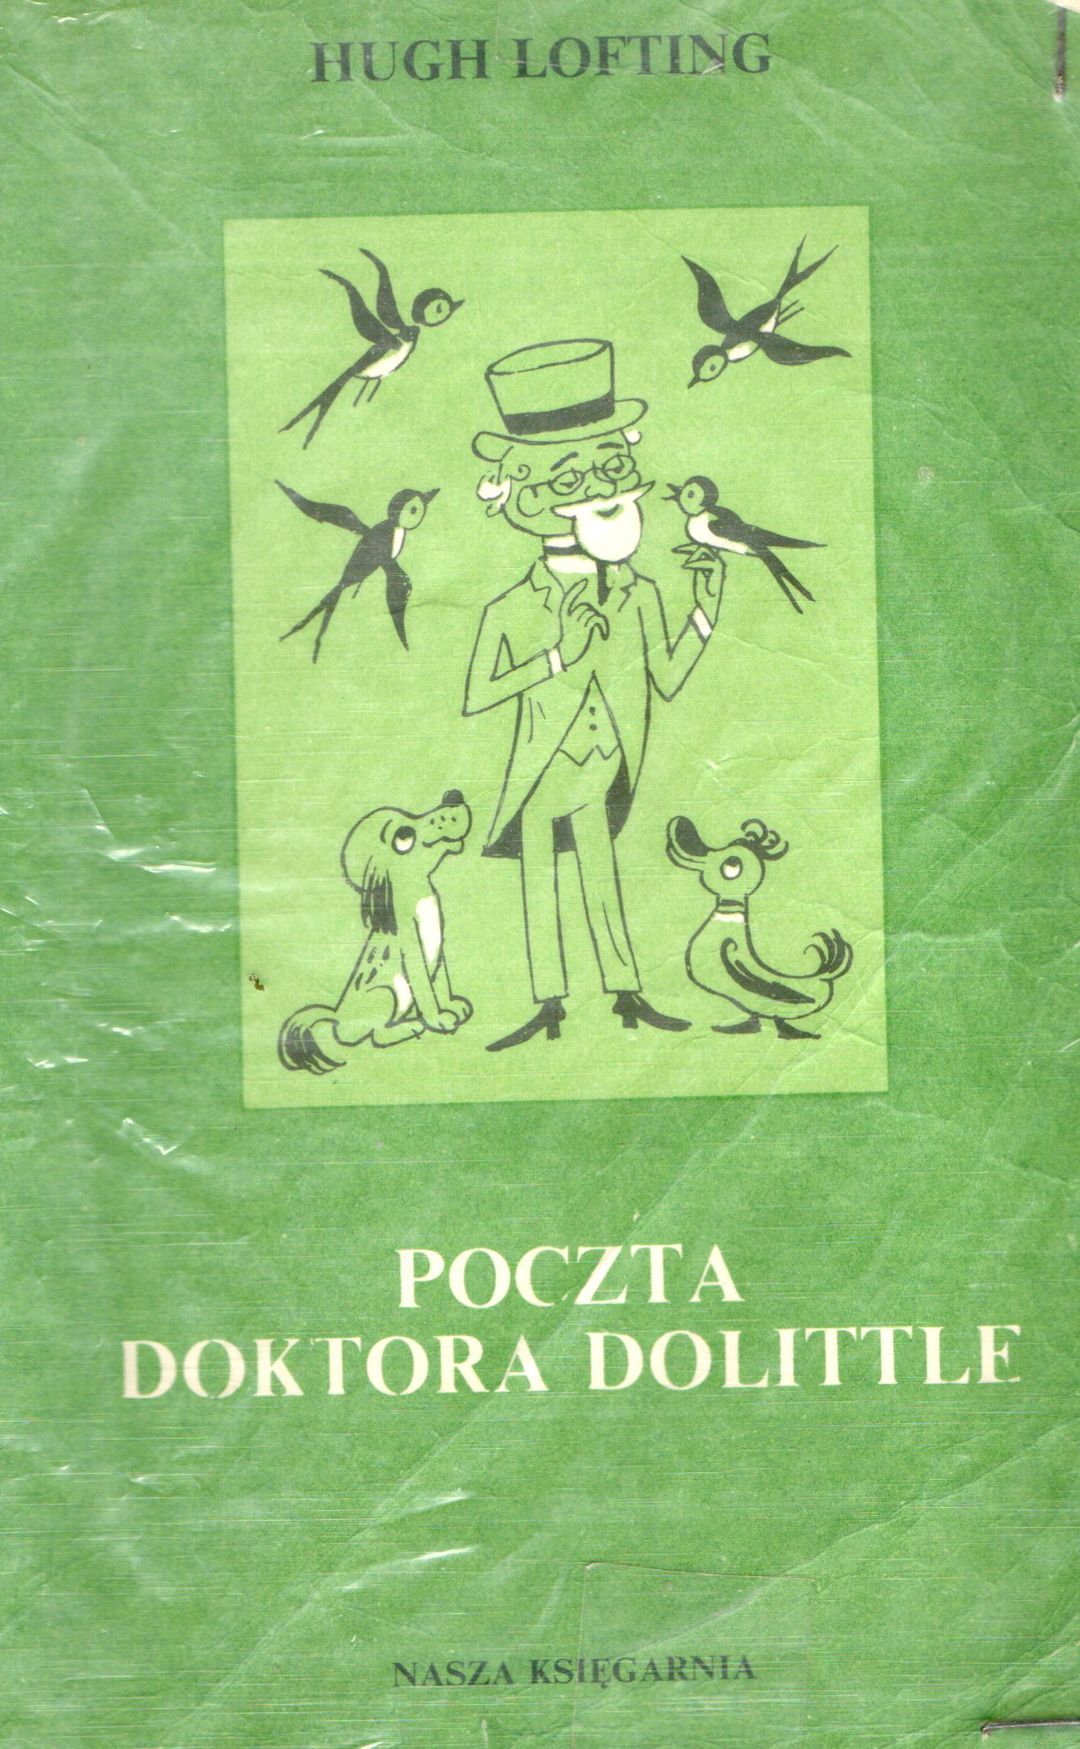 HUGH LOFTING
POCZTA
DOKTORA DOLITTLE
NASZA KSIĘGARNIA